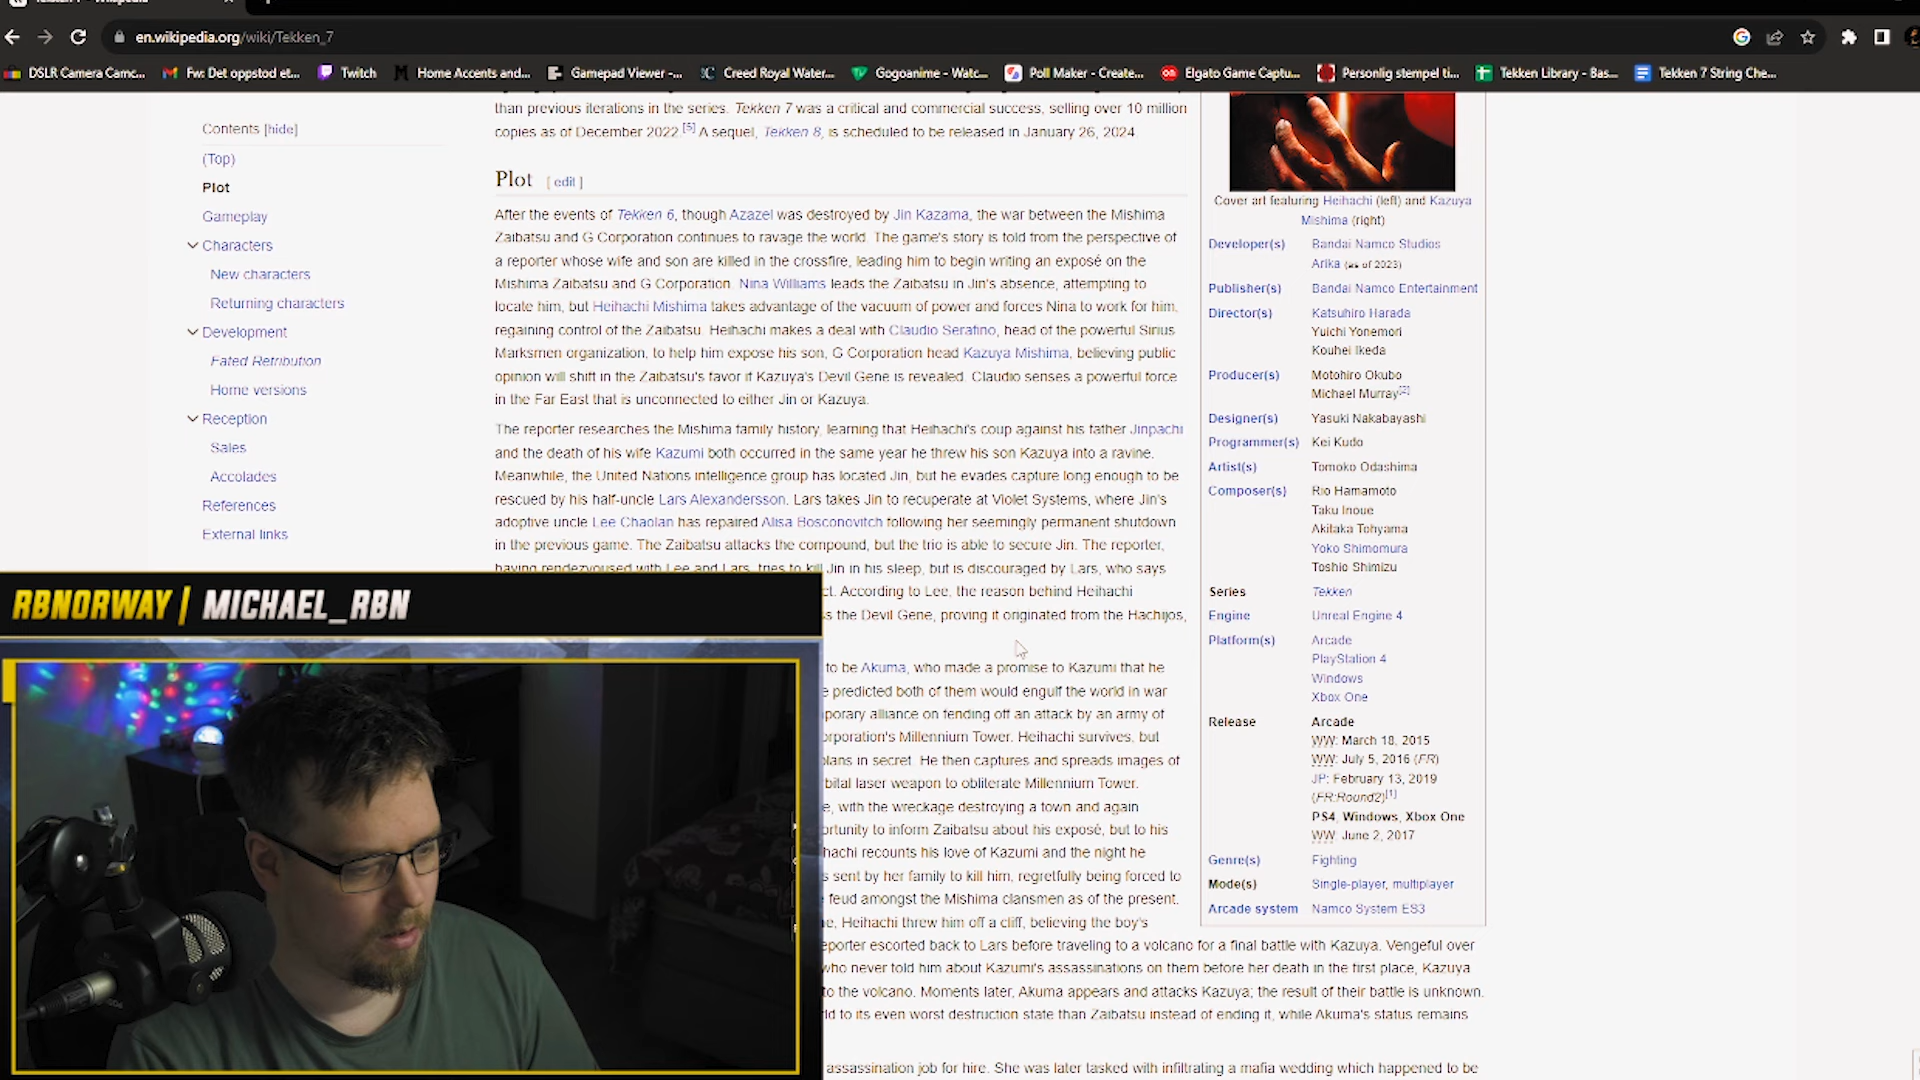 en.wikipedia.org/wiki/Tekken_7
DSLR Camera Camc...
Fw: Det oppstod et...
Twitch
Home Accents and...
Gamepad Viewer -...
Creed Royal Water...
Gogoanime - Watc...
Poll Maker - Create...
Elgato Game Captu...
Personlig stempel ti...
Tekken Library - Bas...
Tekken 7 String Che...
Contents [hide]
(Top)
Plot
Gameplay
Characters
New characters
Returning characters
Development
Fated Retribution
Home versions
Reception
Sales
Accolades
References
External links
than previous iterations in the series. Tekken 7 was a critical and commercial success, selling over 10 million
copies as of December 2022.[5] A sequel, Tekken 8, is scheduled to be released in January 26, 2024.
Plot [ edit ]
After the events of Tekken 6, though Azazel was destroyed by Jin Kazama, the war between the Mishima
Zaibatsu and G Corporation continues to ravage the world. The game's story is told from the perspective of
a reporter whose wife and son are killed in the crossfire, leading him to begin writing an exposé on the
Mishima Zaibatsu and G Corporation. Nina Williams leads the Zaibatsu in Jin's absence, attempting to
locate him, but Heihachi Mishima takes advantage of the vacuum of power and forces Nina to work for him,
regaining control of the Zaibatsu. Heihachi makes a deal with Claudio Serafino, head of the powerful Sirius
Marksmen organization, to help him expose his son, G Corporation head Kazuya Mishima, believing public
opinion will shift in the Zaibatsu's favor if Kazuya's Devil Gene is revealed. Claudio senses a powerful force
in the Far East that is unconnected to either Jin or Kazuya.
The reporter researches the Mishima family history, learning that Heihachi's coup against his father Jinpachi
and the death of his wife Kazumi both occurred in the same year he threw his son Kazuya into a ravine.
Meanwhile, the United Nations intelligence group has located Jin, but he evades capture long enough to be
rescued by his half-uncle Lars Alexandersson. Lars takes Jin to recuperate at Violet Systems, where Jin's
adoptive uncle Lee Chaolan has repaired Alisa Bosconovitch following her seemingly permanent shutdown
in the previous game. The Zaibatsu attacks the compound, but the trio is able to secure Jin. The reporter,
having rendezvoused with Lee and Lars, tries to kill Jin in his sleep, but is discouraged by Lars, who says
ct. According to Lee, the reason behind Heihachi
s the Devil Gene, proving it originated from the Hachijos,
to be Akuma, who made a promise to Kazumi that he
e predicted both of them would engulf the world in war
porary alliance on fending off an attack by an army of
orporation's Millennium Tower. Heihachi survives, but
plans in secret. He then captures and spreads images of
bital laser weapon to obliterate Millennium Tower.
e, with the wreckage destroying a town and again
ortunity to inform Zaibatsu about his exposé, but to his
hachi recounts his love of Kazumi and the night he
s sent by her family to kill him, regretfully being forced to
feud amongst the Mishima clansmen as of the present.
ne, Heihachi threw him off a cliff, believing the boy's
eporter escorted back to Lars before traveling to a volcano for a final battle with Kazuya. Vengeful over
who never told him about Kazumi's assassinations on them before her death in the first place, Kazuya
to the volcano. Moments later, Akuma appears and attacks Kazuya; the result of their battle is unknown.
ld to its even worst destruction state than Zaibatsu instead of ending it, while Akuma's status remains
assassination job for hire. She was later tasked with infiltrating a mafia wedding which happened to be
Cover art featuring Heihachi (left) and Kazuya
Mishima (right)
Developer(s) Bandai Namco Studios
Arika (as of 2023)
Publisher(s) Bandai Namco Entertainment
Director(s) Katsuhiro Harada
Yuichi Yonemori
Kouhei Ikeda
Producer(s) Motohiro Okubo
Michael Murray[2]
Designer(s) Yasuki Nakabayashi
Programmer(s) Kei Kudo
Artist(s) Tomoko Odashima
Composer(s) Rio Hamamoto
Taku Inoue
Akitaka Tohyama
Yoko Shimomura
Toshio Shimizu
Series Tekken
Engine Unreal Engine 4
Platform(s) Arcade
PlayStation 4
Windows
Xbox One
Release Arcade
WW: March 18, 2015
WW: July 5, 2016 (FR)
JP: February 13, 2019
(FR:Round2)[1]
PS4, Windows, Xbox One
WW: June 2, 2017
Genre(s) Fighting
Mode(s) Single-player, multiplayer
Arcade system Namco System ES3
RBNORWAY | MICHAEL_RBN